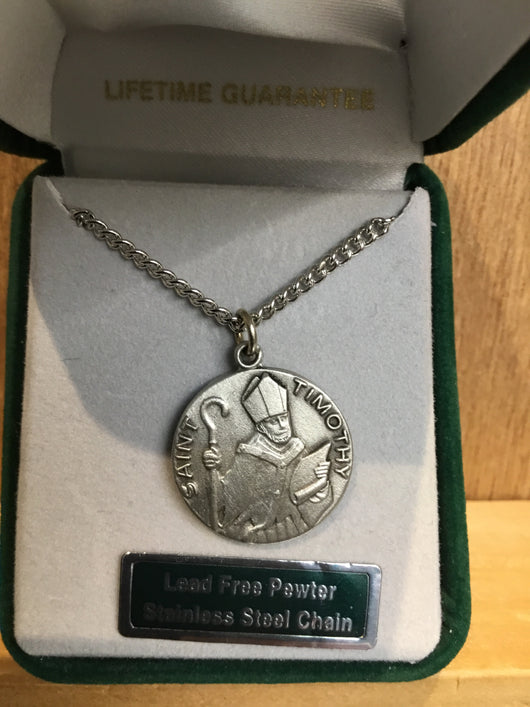 LIFETIME GUARANTEE
SAINT TIMOTHY
Lead Free Pewter
Stainless Steel Chain